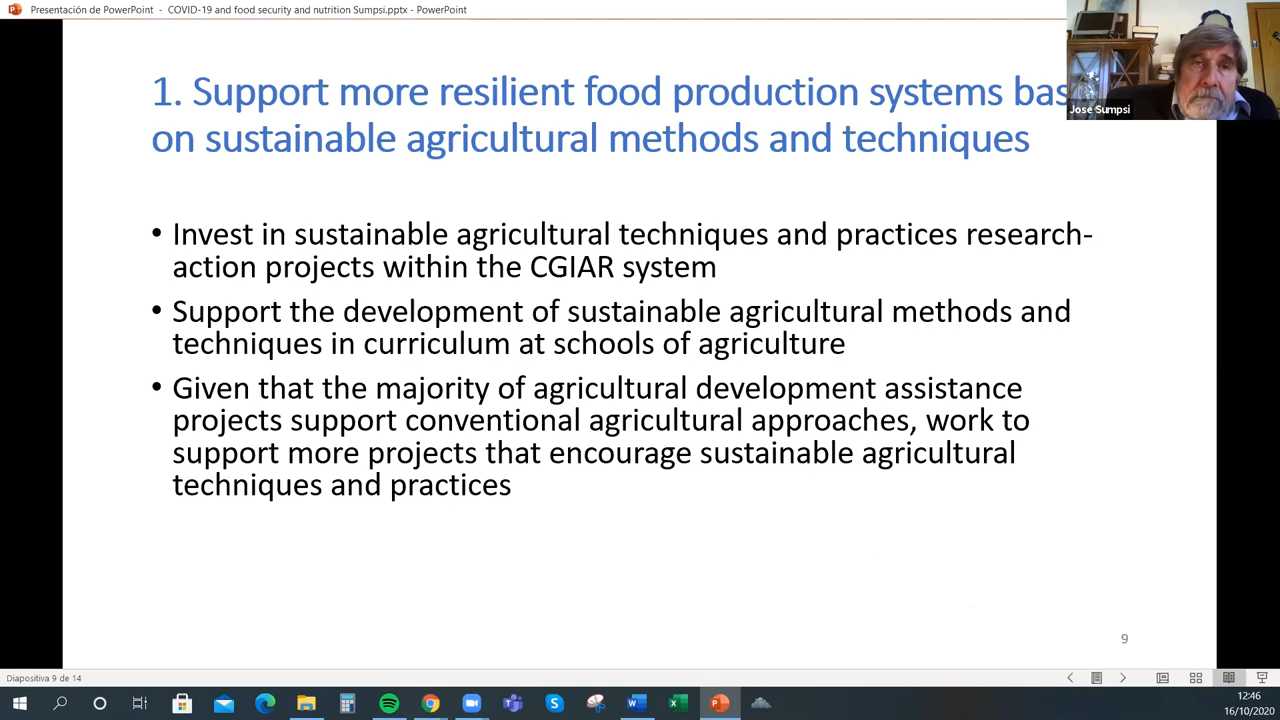 Presentación de PowerPoint - COVID-19 and food security and nutrition Sumpsi.pptx - PowerPoint
1. Support more resilient food production systems bas
on sustainable agricultural methods and techniques
Jose Sumpsi
• Invest in sustainable agricultural techniques and practices research-
action projects within the CGIAR system
• Support the development of sustainable agricultural methods and
techniques in curriculum at schools of agriculture
• Given that the majority of agricultural development assistance
projects support conventional agricultural approaches, work to
support more projects that encourage sustainable agricultural
techniques and practices
9
Diapositiva 9 de 14
12:46
16/10/2020